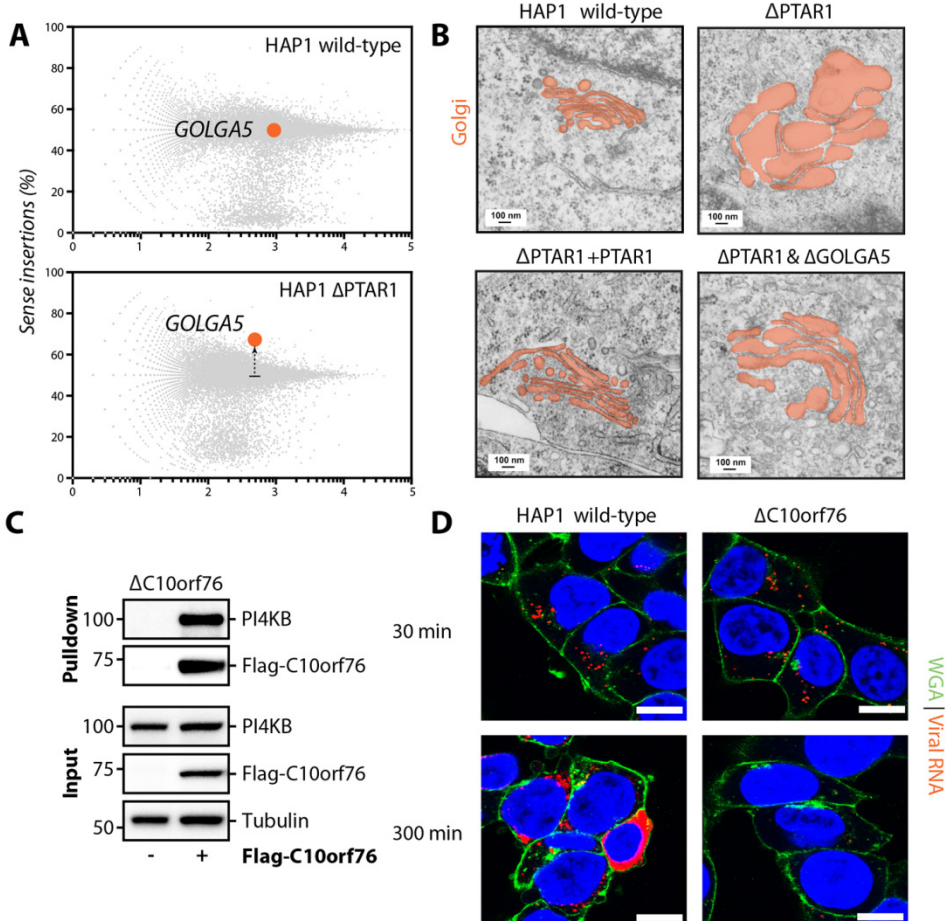 A
HAP1 wild-type
100
80
60
40
20
0
GOLGA5
0 1 2 3 4 5
Sense insertions (%)
HAP1 ΔPTAR1
100
80
60
40
20
0
GOLGA5
0 1 2 3 4 5
B
HAP1 wild-type ΔPTAR1
Golgi
100 nm 100 nm
ΔPTAR1+PTAR1 ΔPTAR1 & ΔGOLGA5
100 nm 100 nm
C
ΔC10orf76
Pulldown
100 PI4KB
75 Flag-C10orf76
Input
100 PI4KB
75 Flag-C10orf76
50 Tubulin
- + Flag-C10orf76
D
HAP1 wild-type ΔC10orf76
30 min
300 min
WGA | Viral RNA